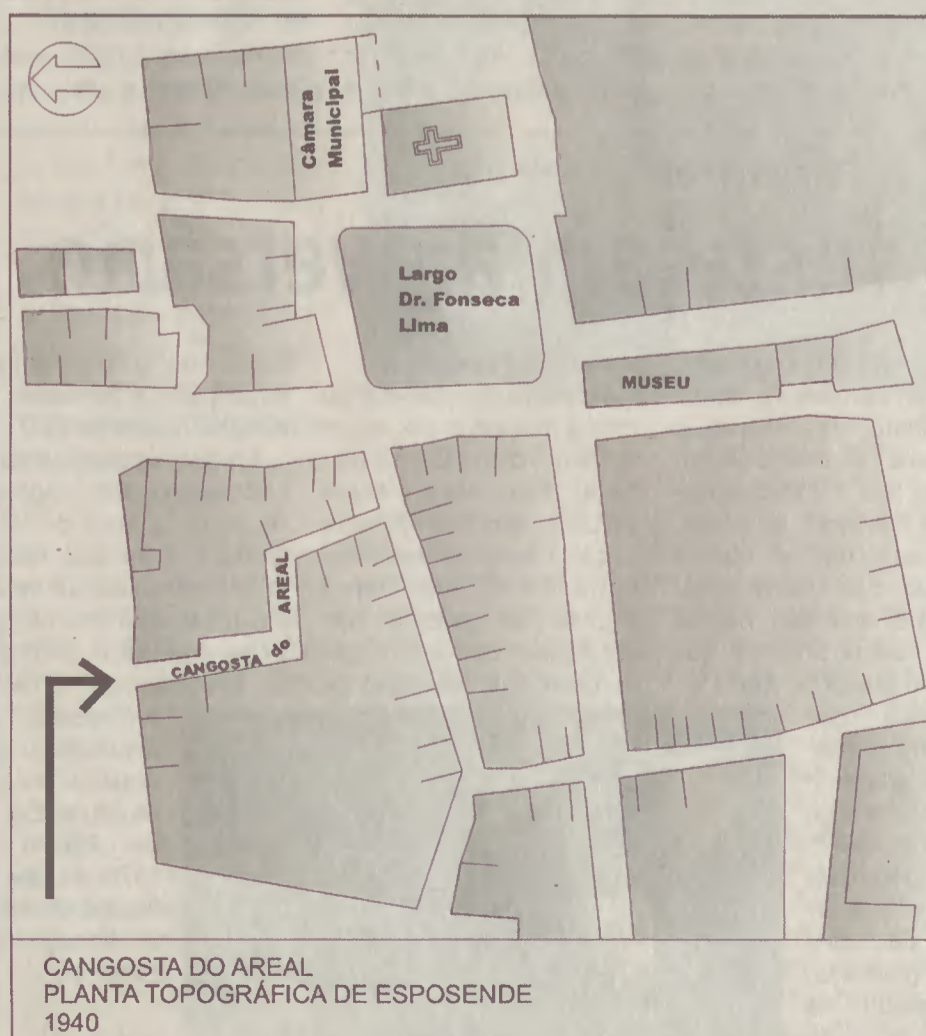 Câmara
Municipal
Largo
Dr. Fonseca
Lima
MUSEU
CANGOSTA do AREAL
CANGOSTA DO AREAL
PLANTA TOPOGRÁFICA DE ESPOSENDE
1940